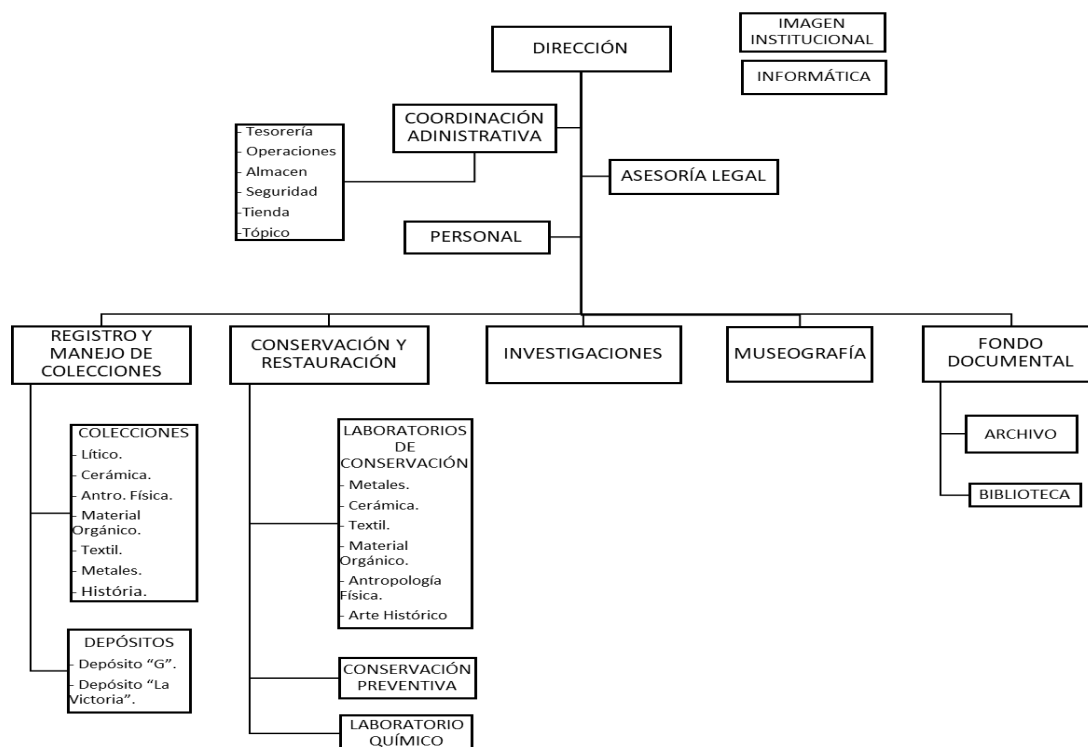 IMAGEN
INSTITUCIONAL
DIRECCIÓN
INFORMÁTICA
COORDINACIÓN
ADINISTRATIVA
- Tesorería
- Operaciones
- Almacen
- Seguridad
-Tienda
-Tópico
ASESORÍA LEGAL
PERSONAL
REGISTRO Y
MANEJO DE
COLECCIONES
CONSERVACIÓN Y
RESTAURACIÓN
INVESTIGACIONES
MUSEOGRAFÍA
FONDO
DOCUMENTAL
COLECCIONES
- Lítico.
- Cerámica.
- Antro. Física.
- Material
Orgánico.
- Textil.
- Metales.
- História.
DEPÓSITOS
- Depósito “G”.
- Depósito “La
Victoria”.
LABORATORIOS
DE
CONSERVACIÓN
- Metales.
- Cerámica.
- Textil.
- Material
Orgánico.
- Antropología
Física.
- Arte Histórico
CONSERVACIÓN
PREVENTIVA
LABORATORIO
QUÍMICO
ARCHIVO
BIBLIOTECA